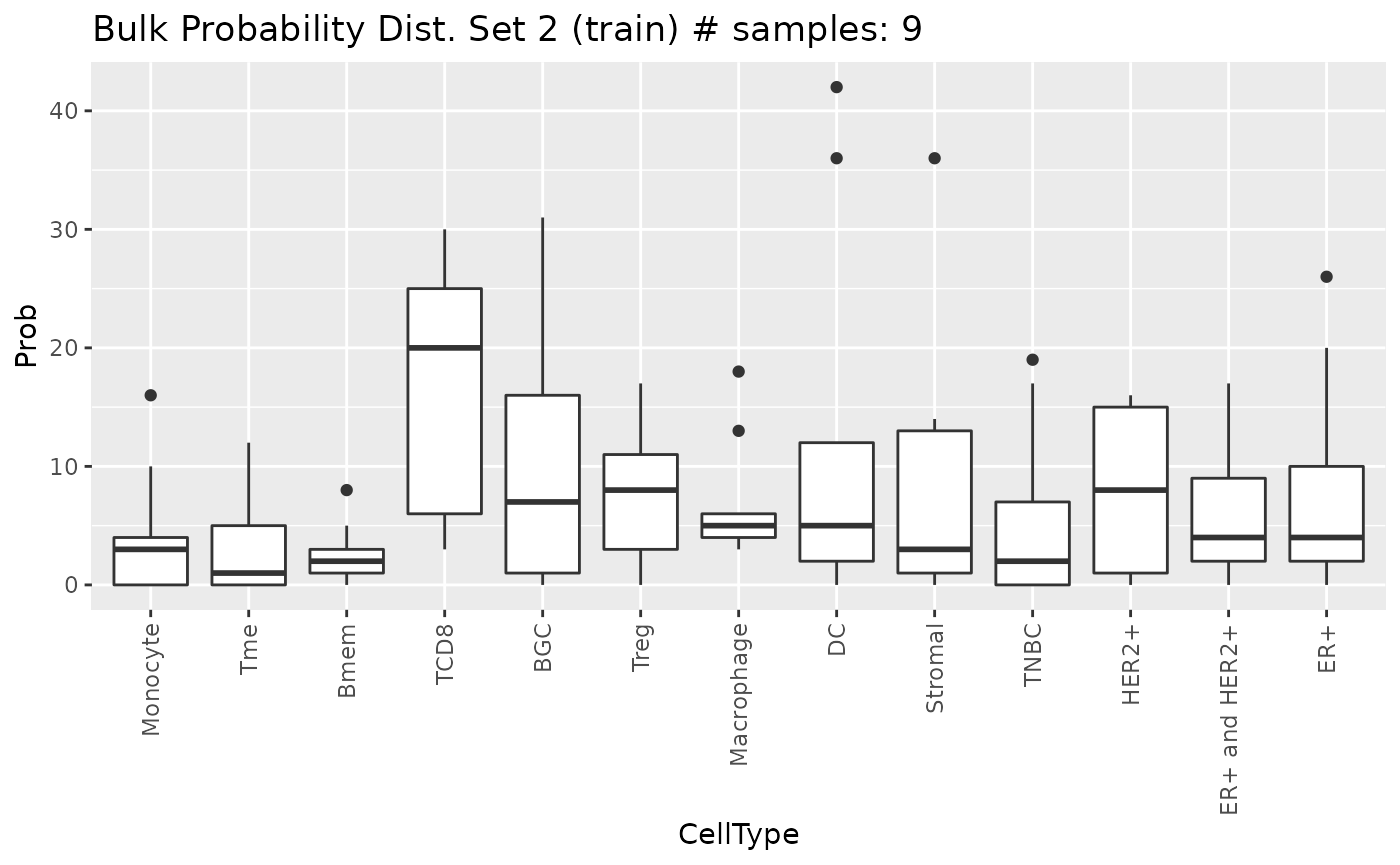 Bulk Probability Dist. Set 2 (train) # samples: 9
Prob
40
30
20
10
0
Monocyte
Tme
Bmem
TCD8
BGC
Treg
Macrophage
DC
Stromal
TNBC
HER2+
ER+ and HER2+
ER+
CellType